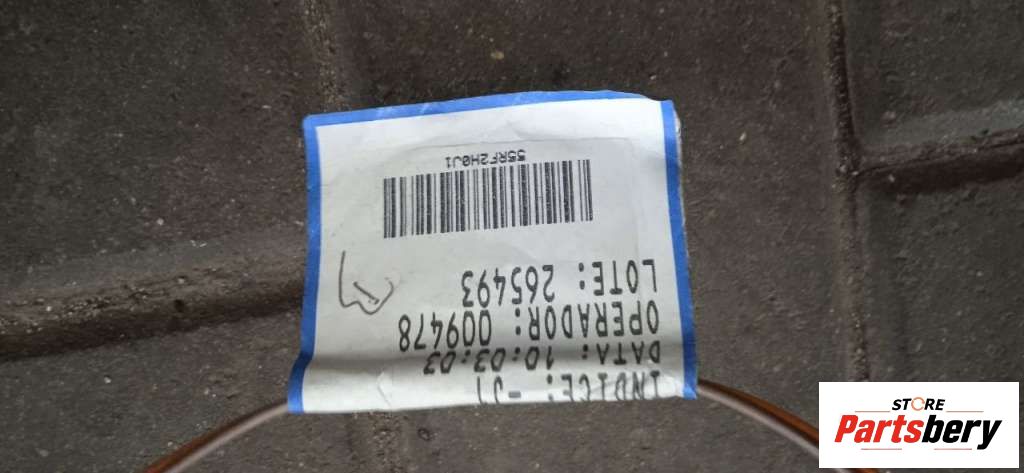 INDICE: -J1
DATA: 10:03:03
OPERADOR: 009478
LOTE: 265493
55RF2H0J1
STORE
Partsbery